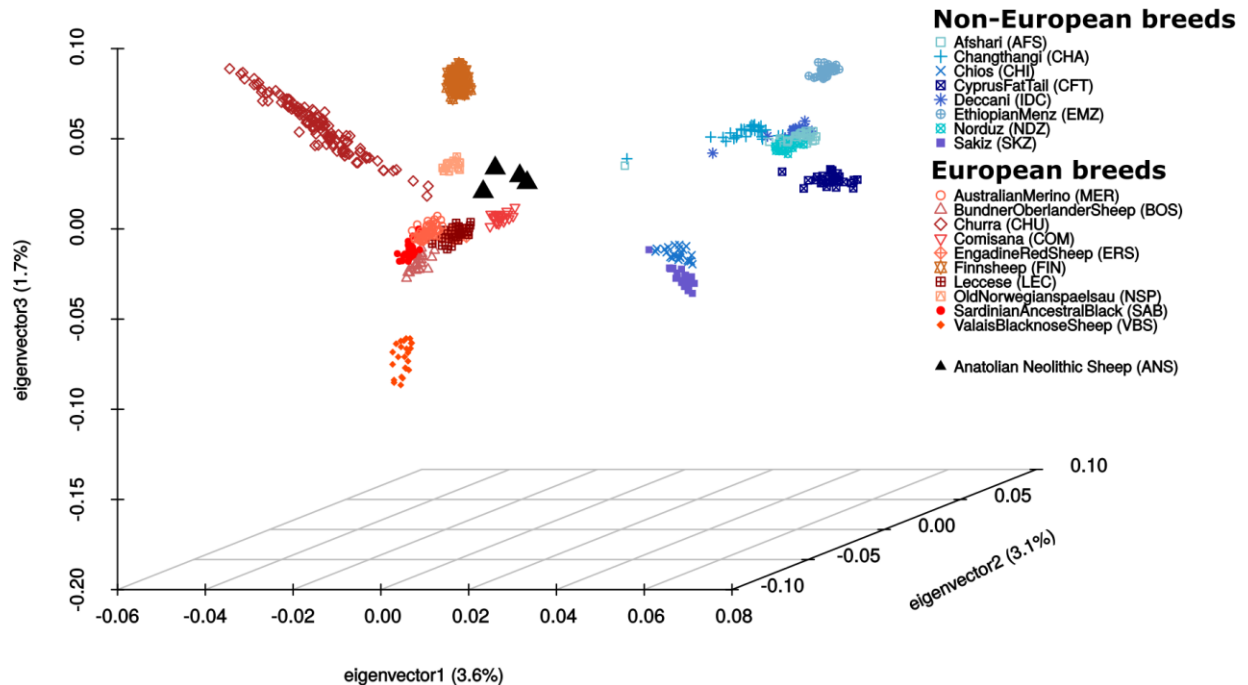 Non-European breeds
Afshari (AFS)
Changthangi (CHA)
Chios (CHI)
CyprusFatTail (CFT)
Deccani (IDC)
EthiopianMenz (EMZ)
Norduz (NDZ)
Sakiz (SKZ)
European breeds
AustralianMerino (MER)
BundnerOberlanderSheep (BOS)
Churra (CHU)
Comisana (COM)
EngadineRedSheep (ERS)
Finnsheep (FIN)
Leccese (LEC)
OldNorwegianspaelsau (NSP)
SardinianAncestralBlack (SAB)
ValaisBlacknoseSheep (VBS)
Anatolian Neolithic Sheep (ANS)
eigenvector3 (1.7%)
0.10
0.05
0.00
-0.05
-0.10
-0.15
-0.20
-0.06
-0.04
-0.02
0.00
0.02
0.04
0.06
0.08
eigenvector1 (3.6%)
0.10
0.05
0.00
-0.05
-0.10
eigenvector2 (3.1%)